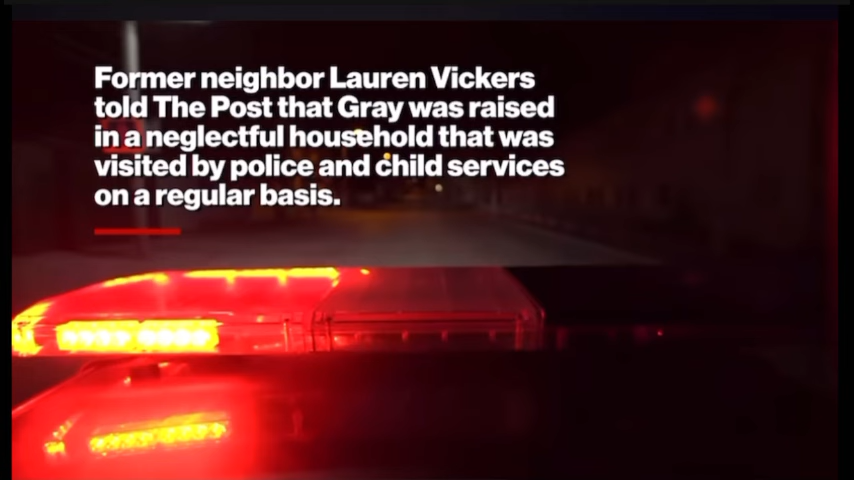 Former neighbor Lauren Vickers
told The Post that Gray was raised
in a neglectful household that was
visited by police and child services
on a regular basis.